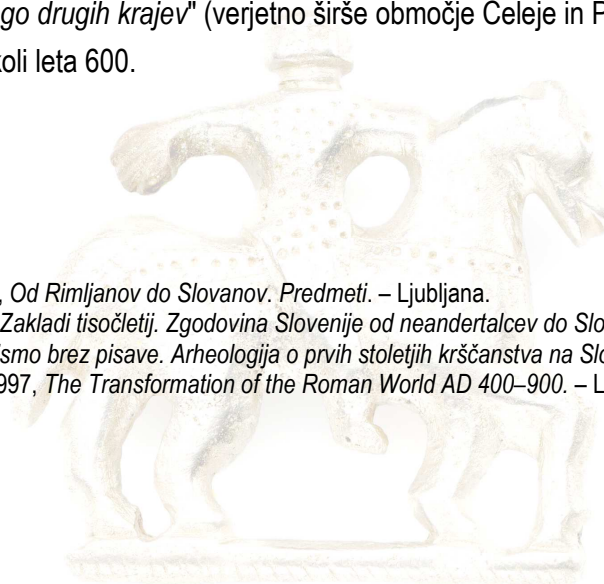 go drugih krajev" (verjetno širše območje Celeje in P
koli leta 600.
, Od Rimljanov do Slovanov. Predmeti. – Ljubljana.
Zakladi tisočletij. Zgodovina Slovenije od neandertalcev do Slo
ismo brez pisave. Arheologija o prvih stoletjih krščanstva na Slo
997, The Transformation of the Roman World AD 400–900. – L